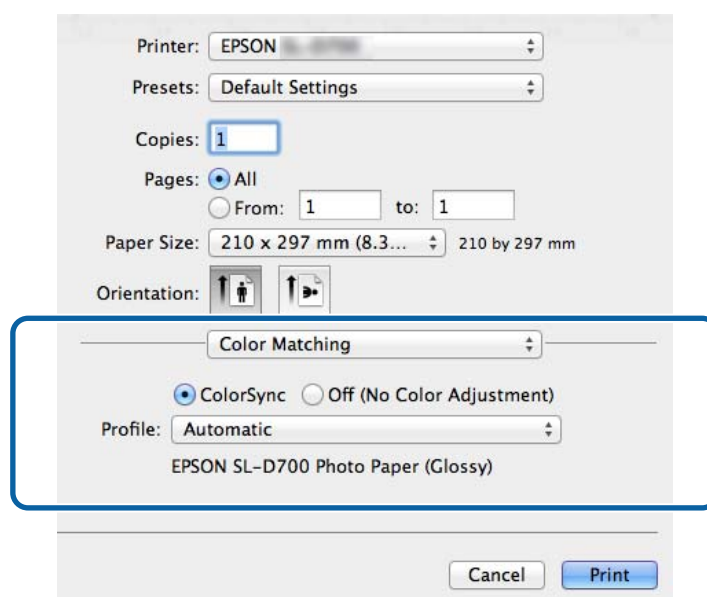 Printer: EPSON
Presets: Default Settings
Copies: 1
Pages: All
From: 1 to: 1
Paper Size: 210 x 297 mm (8.3... 210 by 297 mm
Orientation:
Color Matching
ColorSync Off (No Color Adjustment)
Profile: Automatic
EPSON SL-D700 Photo Paper (Glossy)
Cancel Print